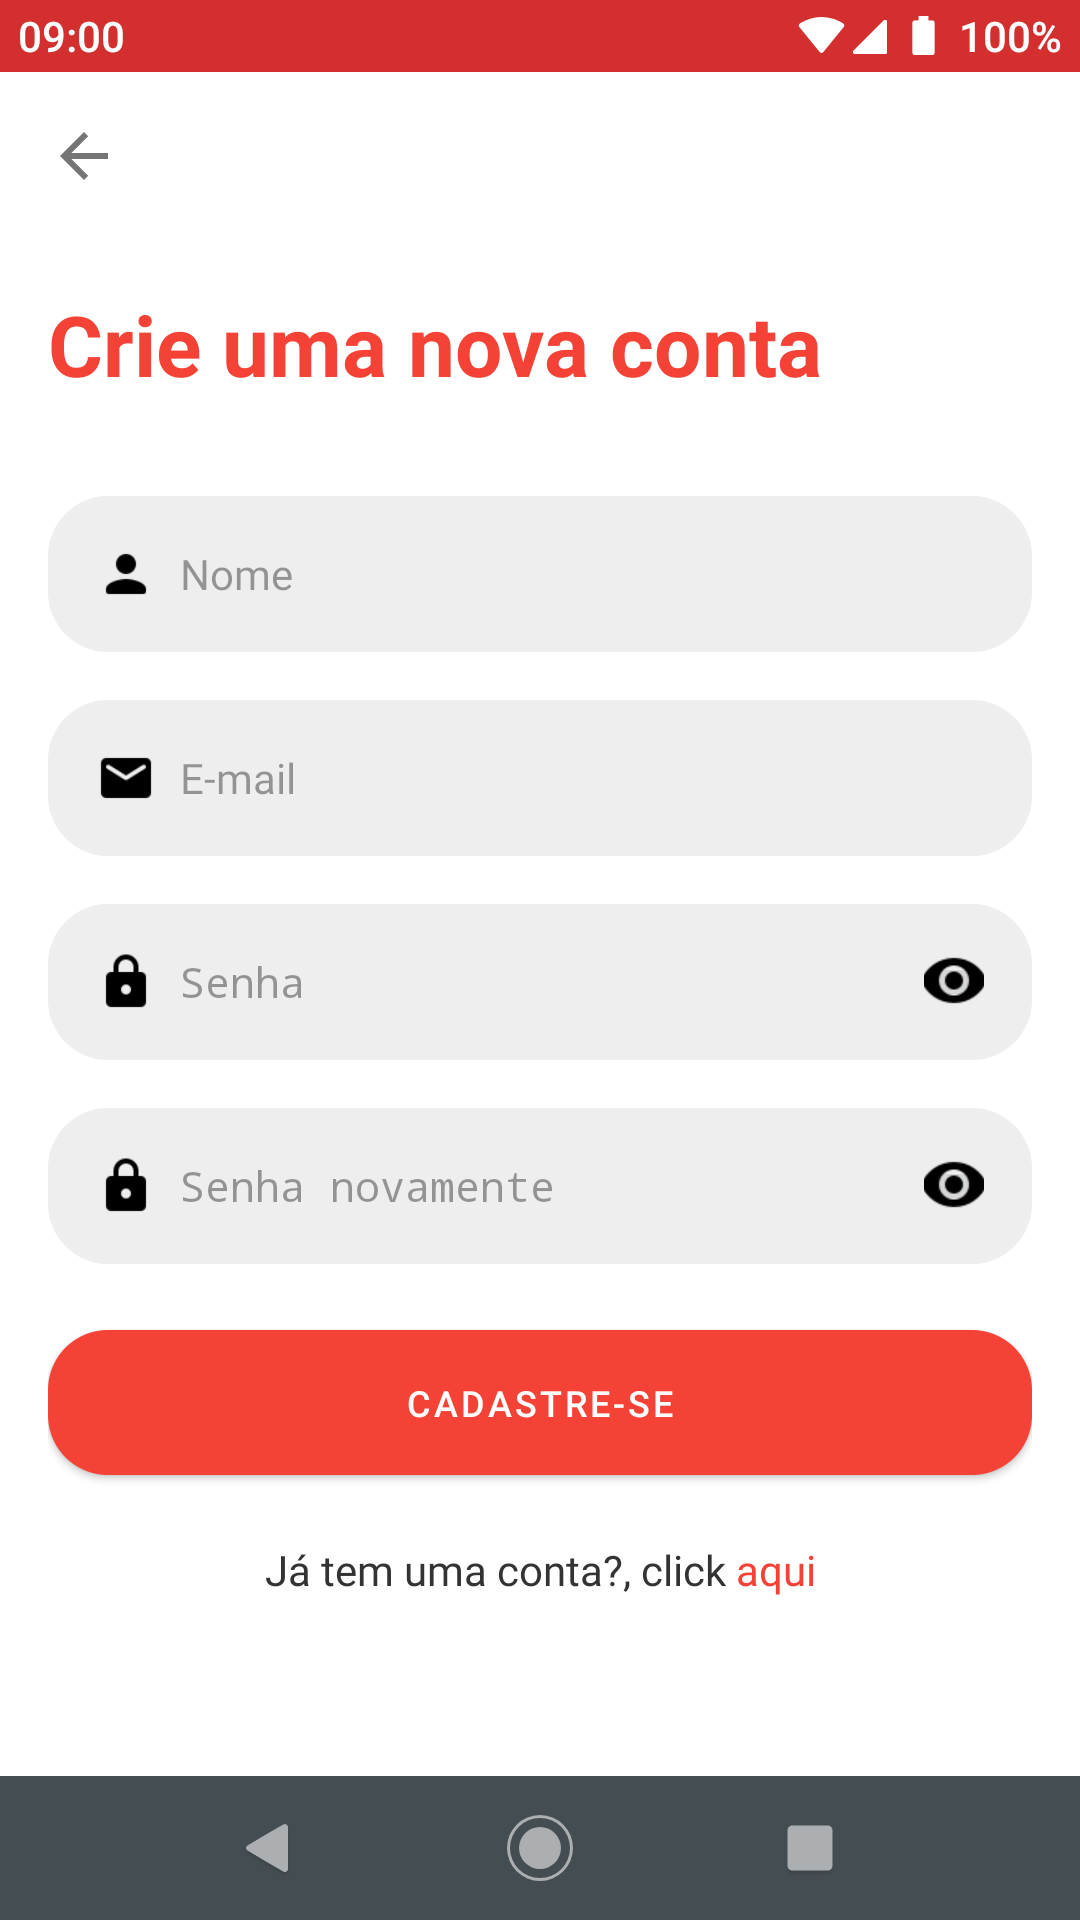 09:00 100%
Crie uma nova conta
Nome
E-mail
Senha
Senha novamente
CADASTRE-SE
Já tem uma conta?, click aqui